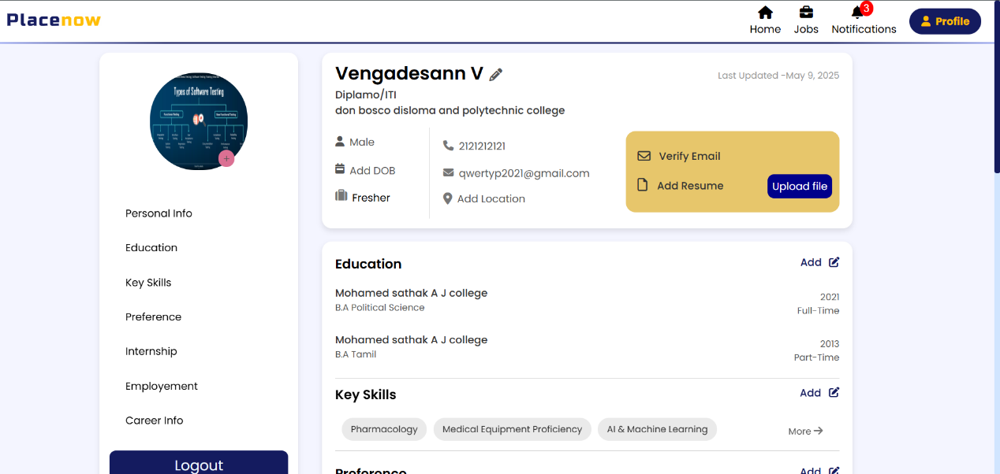 Placenow
Home
Jobs
3
Notifications
Profile
Types of Software Testing
Personal Info
Education
Key Skills
Preference
Internship
Employement
Career Info
Logout
Vengadesann V
Last Updated -May 9, 2025
Diplamo/ITI
don bosco disloma and polytechnic college
Male
Add DOB
Fresher
2121212121
qwertyp2021@gmail.com
Add Location
Verify Email
Add Resume
Upload file
Education
Add
Mohamed sathak A J college
2021
B.A Political Science
Full-Time
Mohamed sathak A J college
2013
B.A Tamil
Part-Time
Key Skills
Add
Pharmacology
Medical Equipment Proficiency
AI & Machine Learning
More
Preference
Add